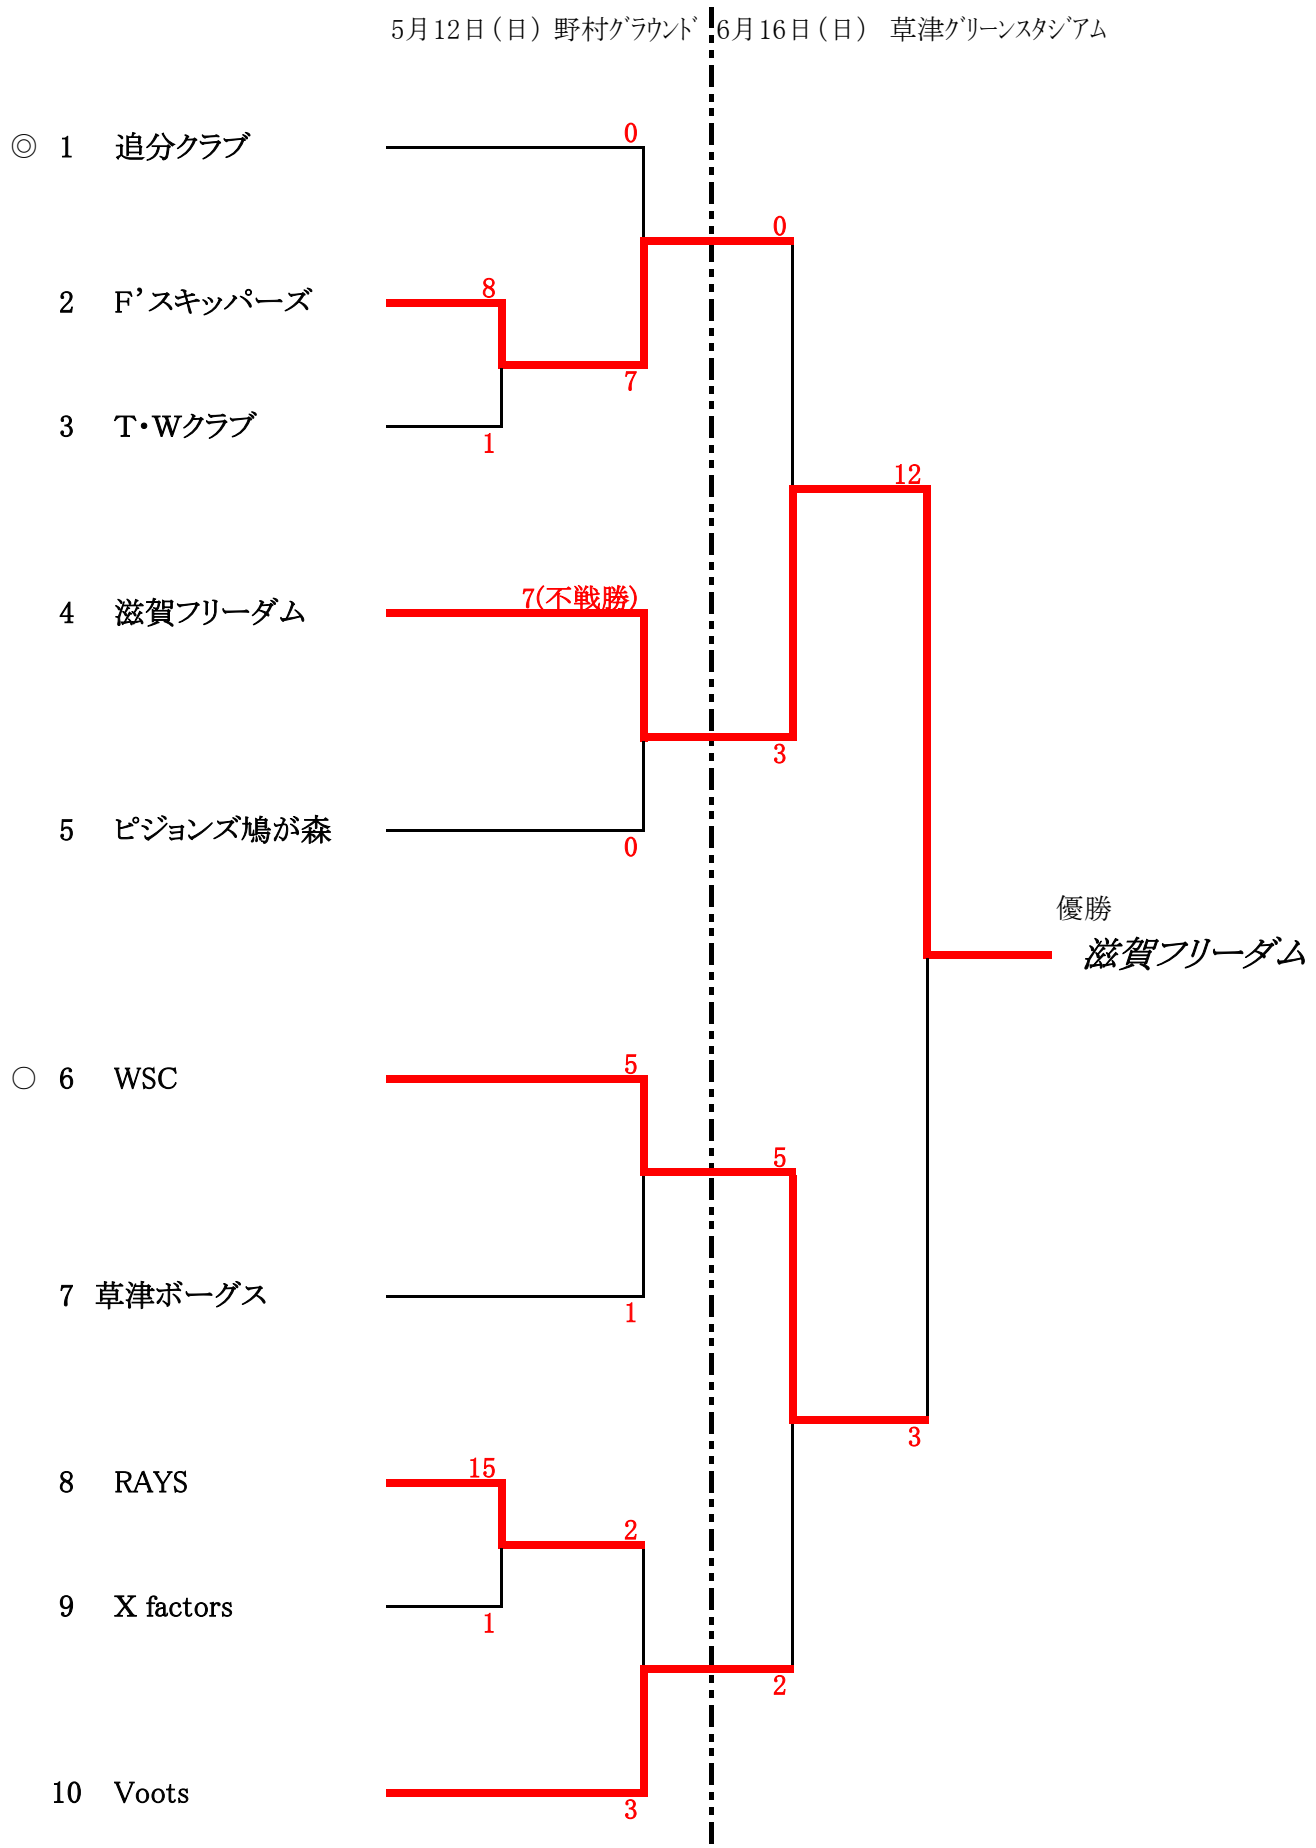 5月12日(日) 野村ｸﾞﾗｳﾝﾄﾞ 6月16日(日) 草津ｸﾞﾘｰﾝｽﾀｼﾞｱﾑ
0
◎ 1 追分クラブ
0
8
2 F’スキッパーズ
7
3 T・Wクラブ
1
12
7(不戦勝)
4 滋賀フリーダム
3
5 ピジョンズ鳩が森
0
優勝
滋賀フリーダム
5
○ 6 WSC
5
7 草津ボーグス
1
3
15
8 RAYS
2
9 X factors
1
2
10 Voots
3